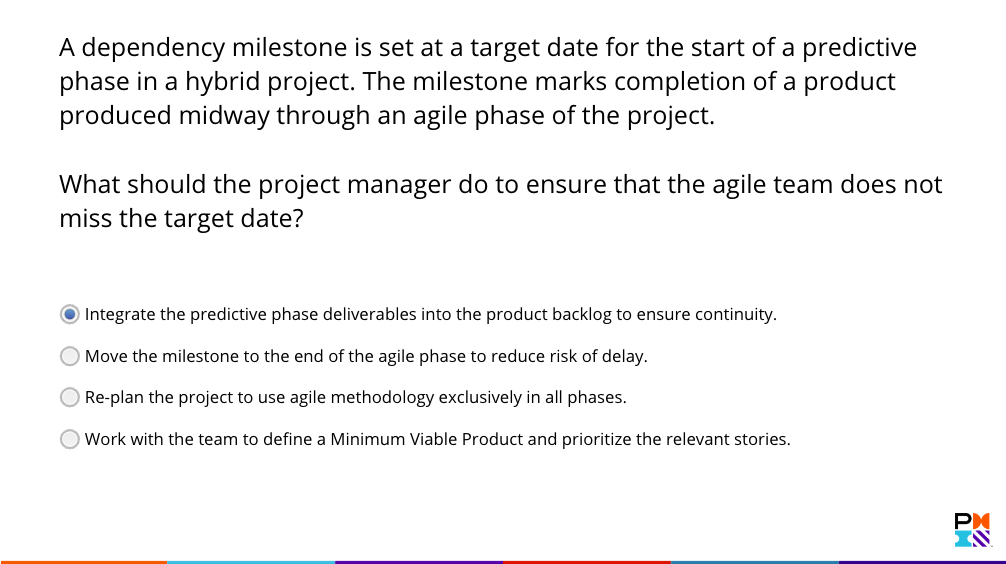 A dependency milestone is set at a target date for the start of a predictive
phase in a hybrid project. The milestone marks completion of a product
produced midway through an agile phase of the project.
What should the project manager do to ensure that the agile team does not
miss the target date?
Integrate the predictive phase deliverables into the product backlog to ensure continuity.
Move the milestone to the end of the agile phase to reduce risk of delay.
Re-plan the project to use agile methodology exclusively in all phases.
Work with the team to define a Minimum Viable Product and prioritize the relevant stories.